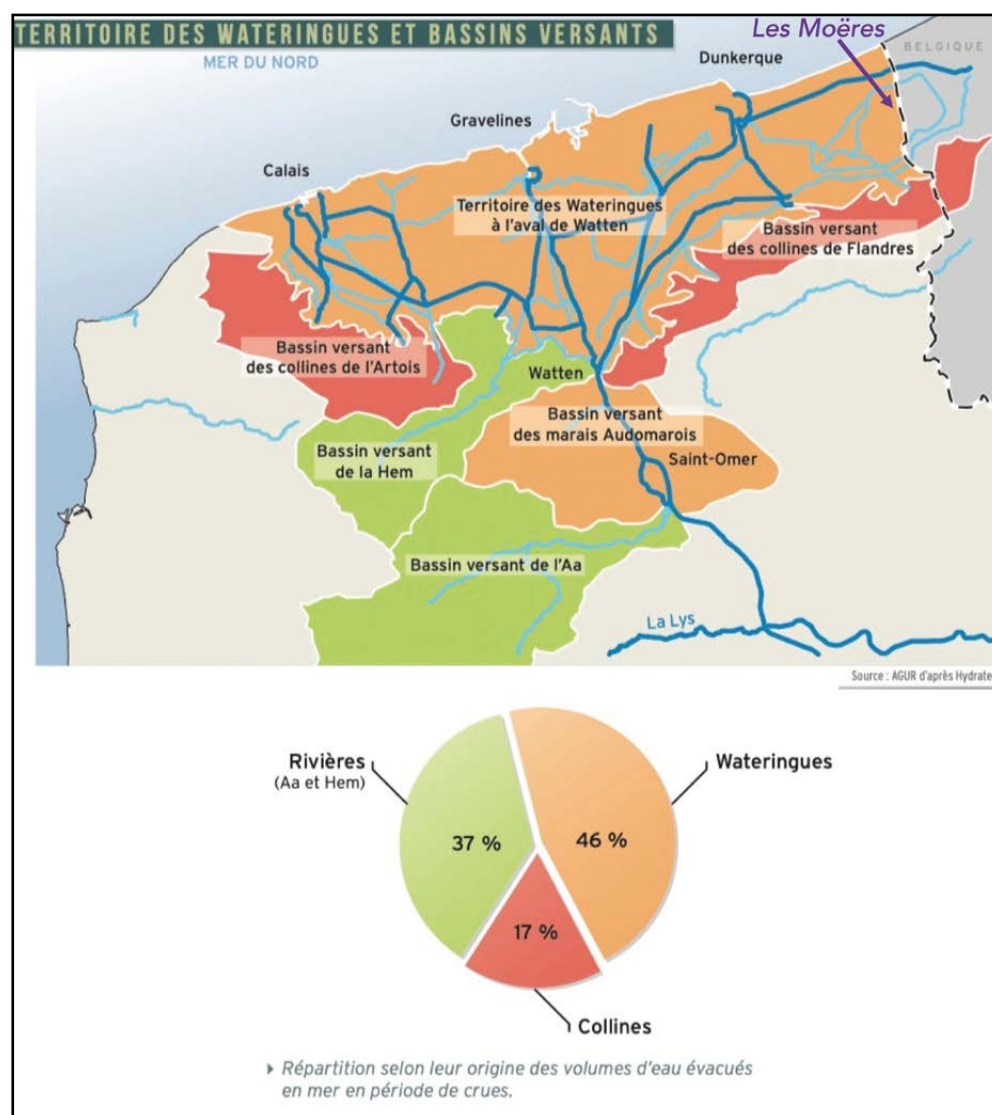 TERRITOIRE DES WATERINGUES ET BASSINS VERSANTS
Les Moëres
BELGIQUE
MER DU NORD
Dunkerque
Gravelines
Calais
Territoire des Wateringues
à l'aval de Watten
Bassin versant
des collines de Flandres
Bassin versant
des collines de l'Artois
Watten
Bassin versant
des marais Audomarois
Saint-Omer
Bassin versant
de la Hem
Bassin versant de l'Aa
La Lys
Source : AGUR d'après Hydrate
Rivières
(Aa et Hem)
Wateringues
37 %
46 %
17 %
Collines
Répartition selon leur origine des volumes d'eau évacués
en mer en période de crues.